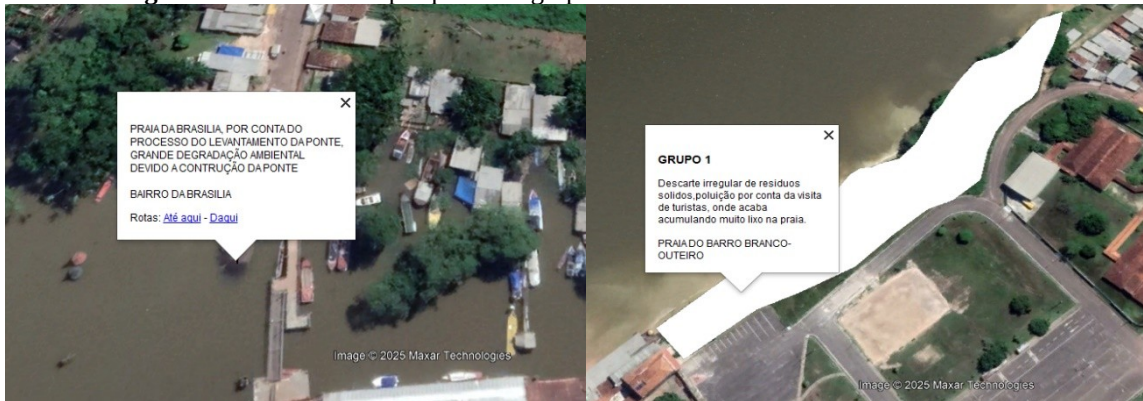 PRAIA DA BRASILIA, POR CONTA DO
PROCESSO DO LEVANTAMENTO DA PONTE,
GRANDE DEGRADAÇÃO AMBIENTAL
DEVIDO A CONTRUÇÃO DA PONTE
BAIRRO DA BRASILIA
Rotas: Até aqui - Daqui
Image © 2025 Maxar Technologies
GRUPO 1
Descarte irregular de residuos
solidos,poluição por conta da visita
de turistas, onde acaba
acumulando muito lixo na praia.
PRAIA DO BARRO BRANCO-
OUTEIRO
Image © 2025 Maxar Technologies